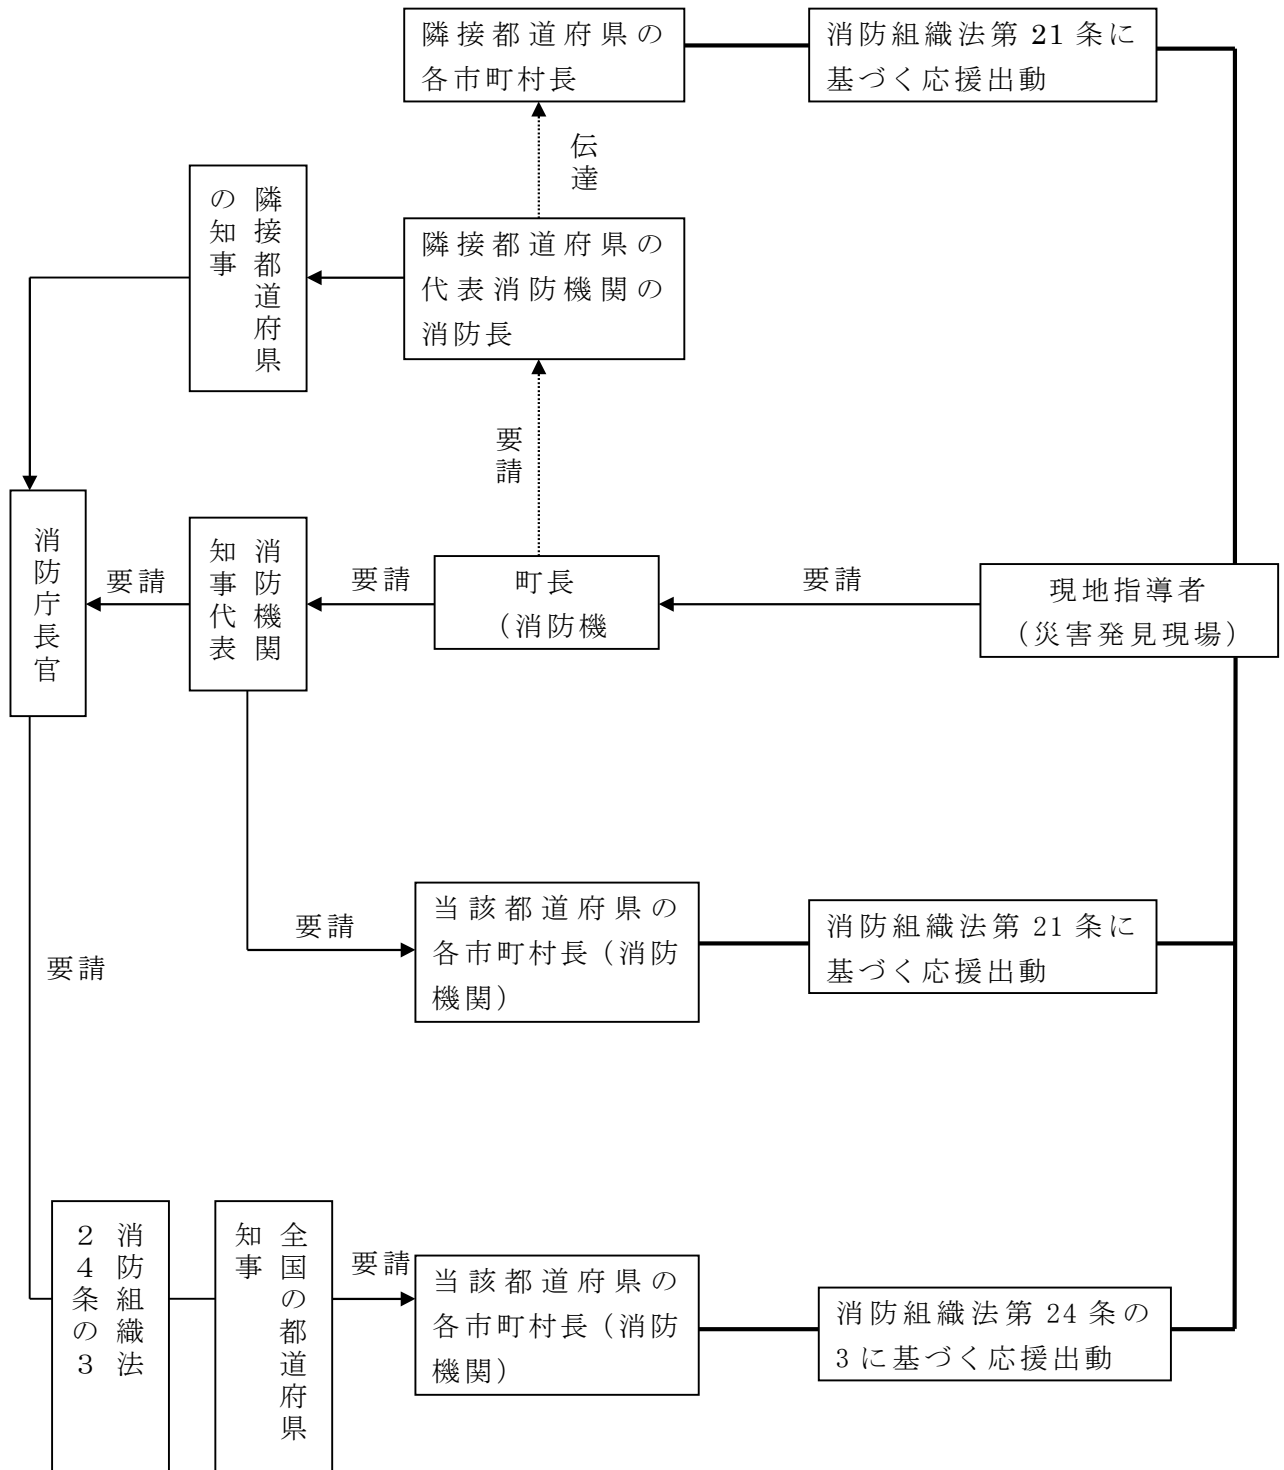 隣接都道府県の
各市町村長
消防組織法第 21 条に
基づく応援出動
伝達
隣接都道府県
の知事
隣接都道府県の
代表消防機関の
消防長
要請
消防庁長官
要請
消防機関
知事代表
要請
町長
（消防機
要請
現地指導者
（災害発見現場）
要請
当該都道府県の
各市町村長（消防
機関）
消防組織法第 21 条に
基づく応援出動
要請
消防組織法
２４条の３
全国の都道府県
知事
要請
当該都道府県の
各市町村長（消防
機関）
消防組織法第 24 条の
3 に基づく応援出動